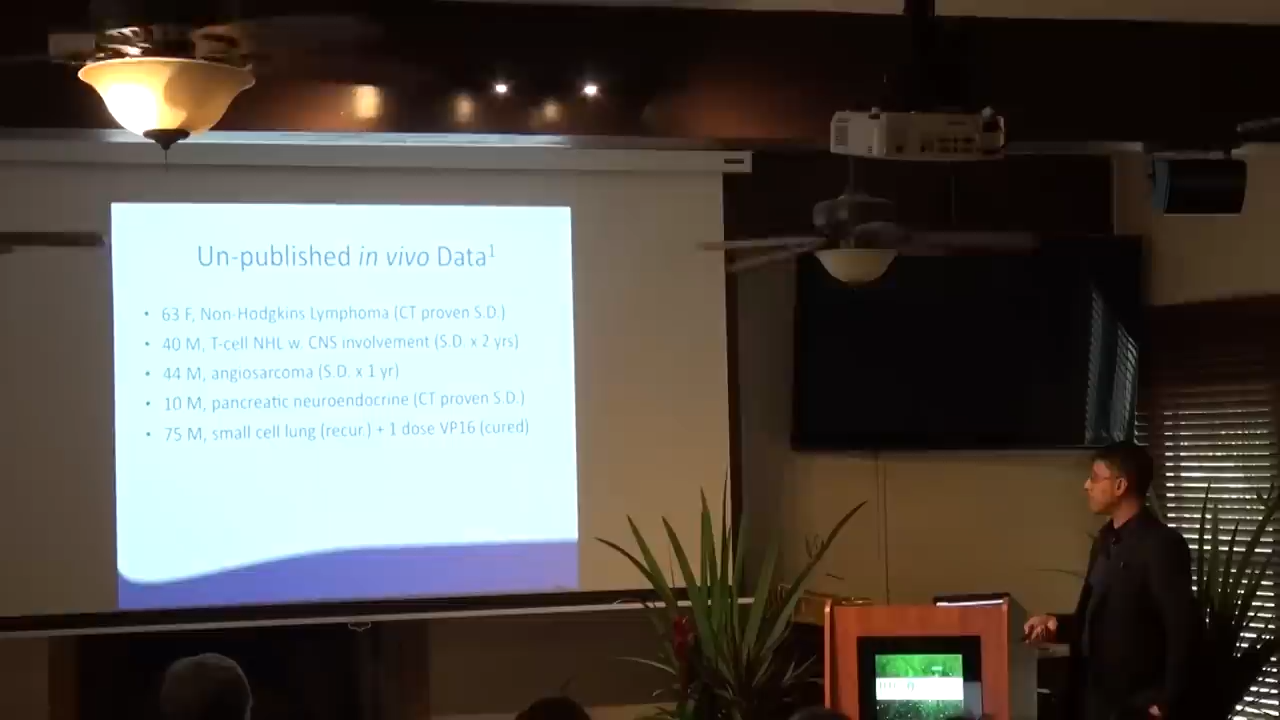 Un-published in vivo Data¹
• 63 F, Non-Hodgkins Lymphoma (CT proven S.D.)
• 40 M, T-cell NHL w. CNS involvement (S.D. x 2 yrs)
• 44 M, angiosarcoma (S.D. x 1 yr)
• 10 M, pancreatic neuroendocrine (CT proven S.D.)
• 75 M, small cell lung (recur.) + 1 dose VP16 (cured)